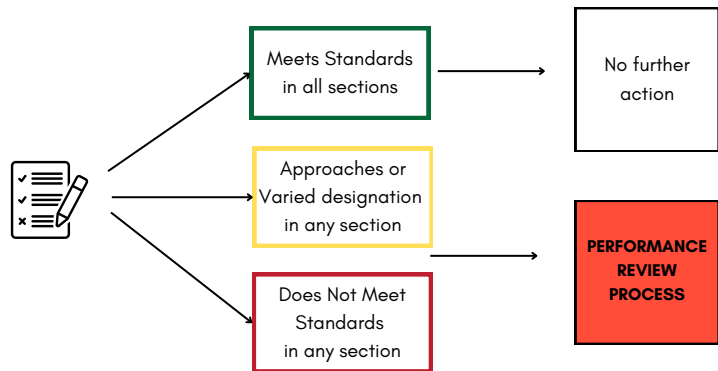 Meets Standards
in all sections
No further
action
Approaches or
Varied designation
in any section
PERFORMANCE
REVIEW
PROCESS
Does Not Meet
Standards
in any section